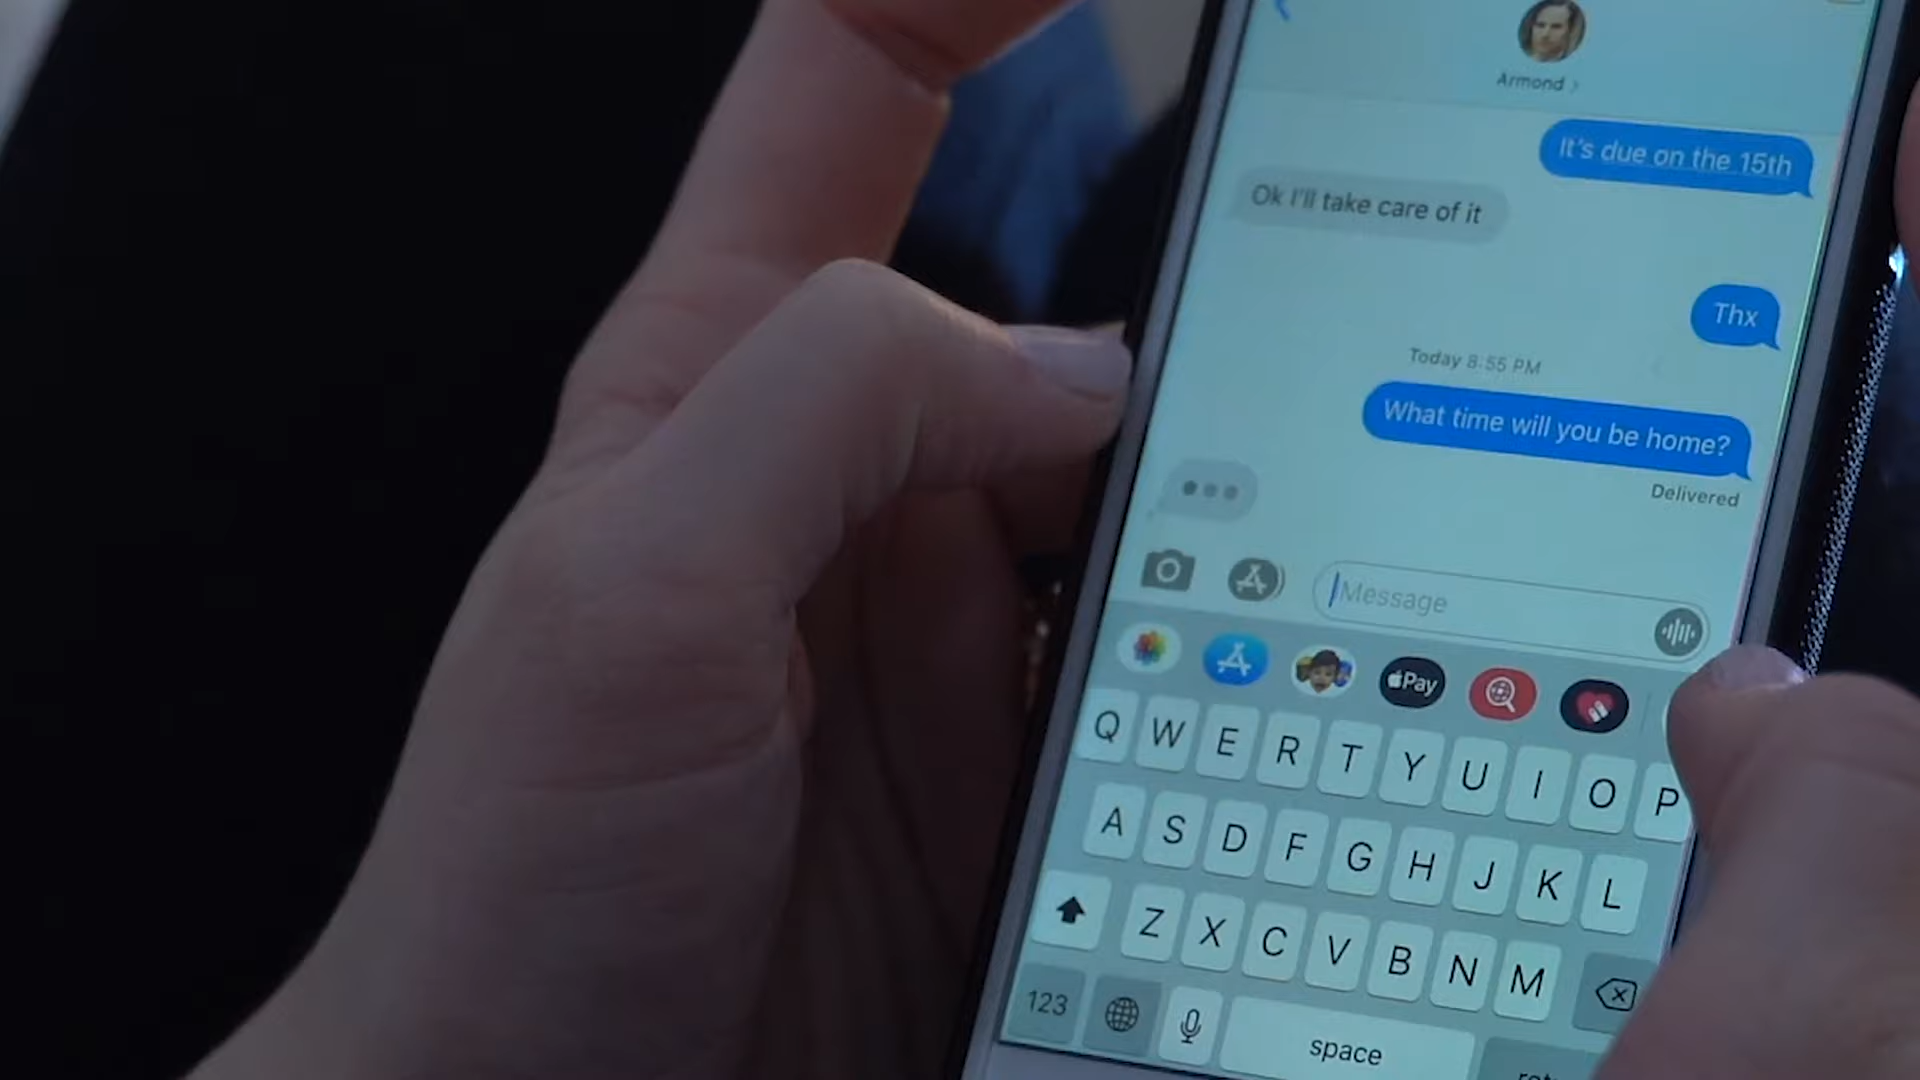 Armond
It's due on the 15th
Ok I'll take care of it
Thx
Today 8:55 PM
What time will you be home?
Delivered
Message
Pay
Q W E R T Y U I O P
A S D F G H J K L
Z X C V B N M
123 space